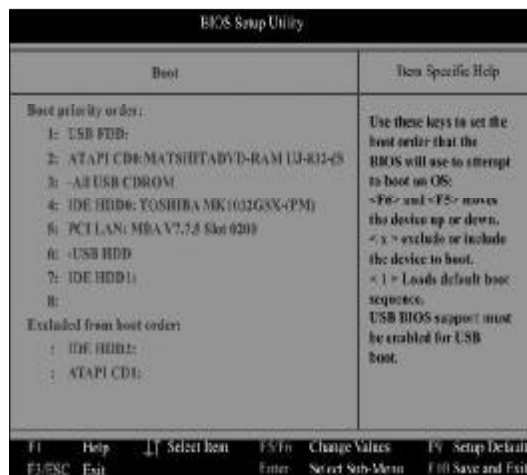 BIOS Setup Utility
Boot
Item Specific Help
Boot priority order:
1: USB FDD:
2: ATAPI CD0:MATSHITADVD-RAM UJ-832-(S
3: -All USB CDROM
4: IDE HDD0: TOSHIBA MK1032GSX-(PM)
5: PCI LAN: MBA V7.7.5 Slot 0200
6: -USB HDD
7: IDE HDD1:
8:
Excluded from boot order:
: IDE HDD2:
: ATAPI CD1:
Use these keys to set the
boot order that the
BIOS will use to attempt
to boot an OS:
<F6> and <F5> moves
the device up or down.
< x > exclude or include
the device to boot.
< 1 > Loads default boot
sequence.
USB BIOS support must
be enabled for USB
boot.
F1 Help ↓↑ Select Item F5/F6 Change Values F9 Setup Default
F3/ESC Exit Enter Select Sub-Menu F10 Save and Exit